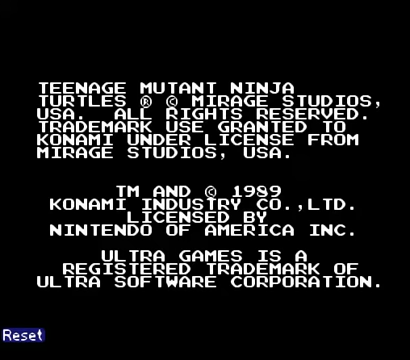 TEENAGE MUTANT NINJA
TURTLES ® © MIRAGE STUDIOS,
USA. ALL RIGHTS RESERVED.
TRADEMARK USE GRANTED TO
KONAMI UNDER LICENSE FROM
MIRAGE STUDIOS, USA.
TM AND © 1989
KONAMI INDUSTRY CO.,LTD.
LICENSED BY
NINTENDO OF AMERICA INC.
ULTRA GAMES IS A
REGISTERED TRADEMARK OF
ULTRA SOFTWARE CORPORATION.
Reset